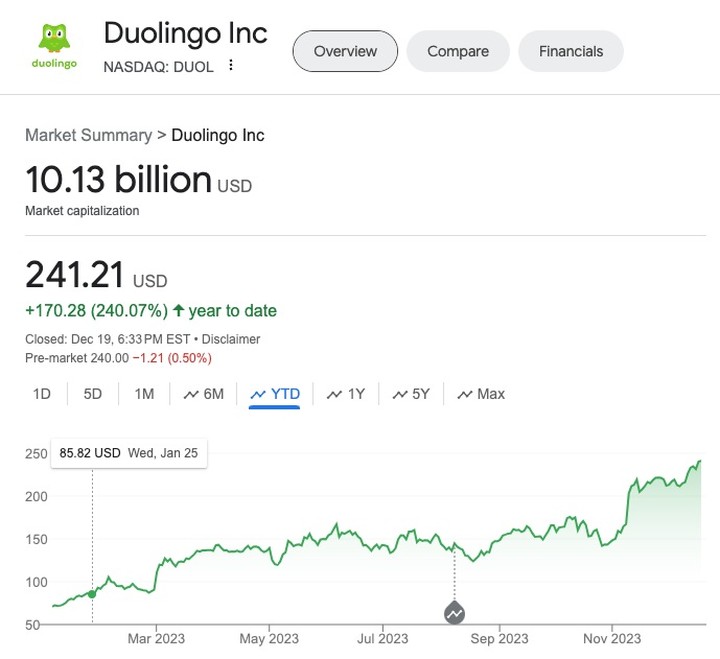 duolingo
Duolingo Inc
NASDAQ: DUOL
Overview
Compare
Financials
Market Summary > Duolingo Inc
10.13 billion USD
Market capitalization
241.21 USD
+170.28 (240.07%) ↑ year to date
Closed: Dec 19, 6:33 PM EST • Disclaimer
Pre-market 240.00 −1.21 (0.50%)
1D 5D 1M 6M YTD 1Y 5Y Max
85.82 USD Wed, Jan 25
250
200
150
100
50
Mar 2023 May 2023 Jul 2023 Sep 2023 Nov 2023